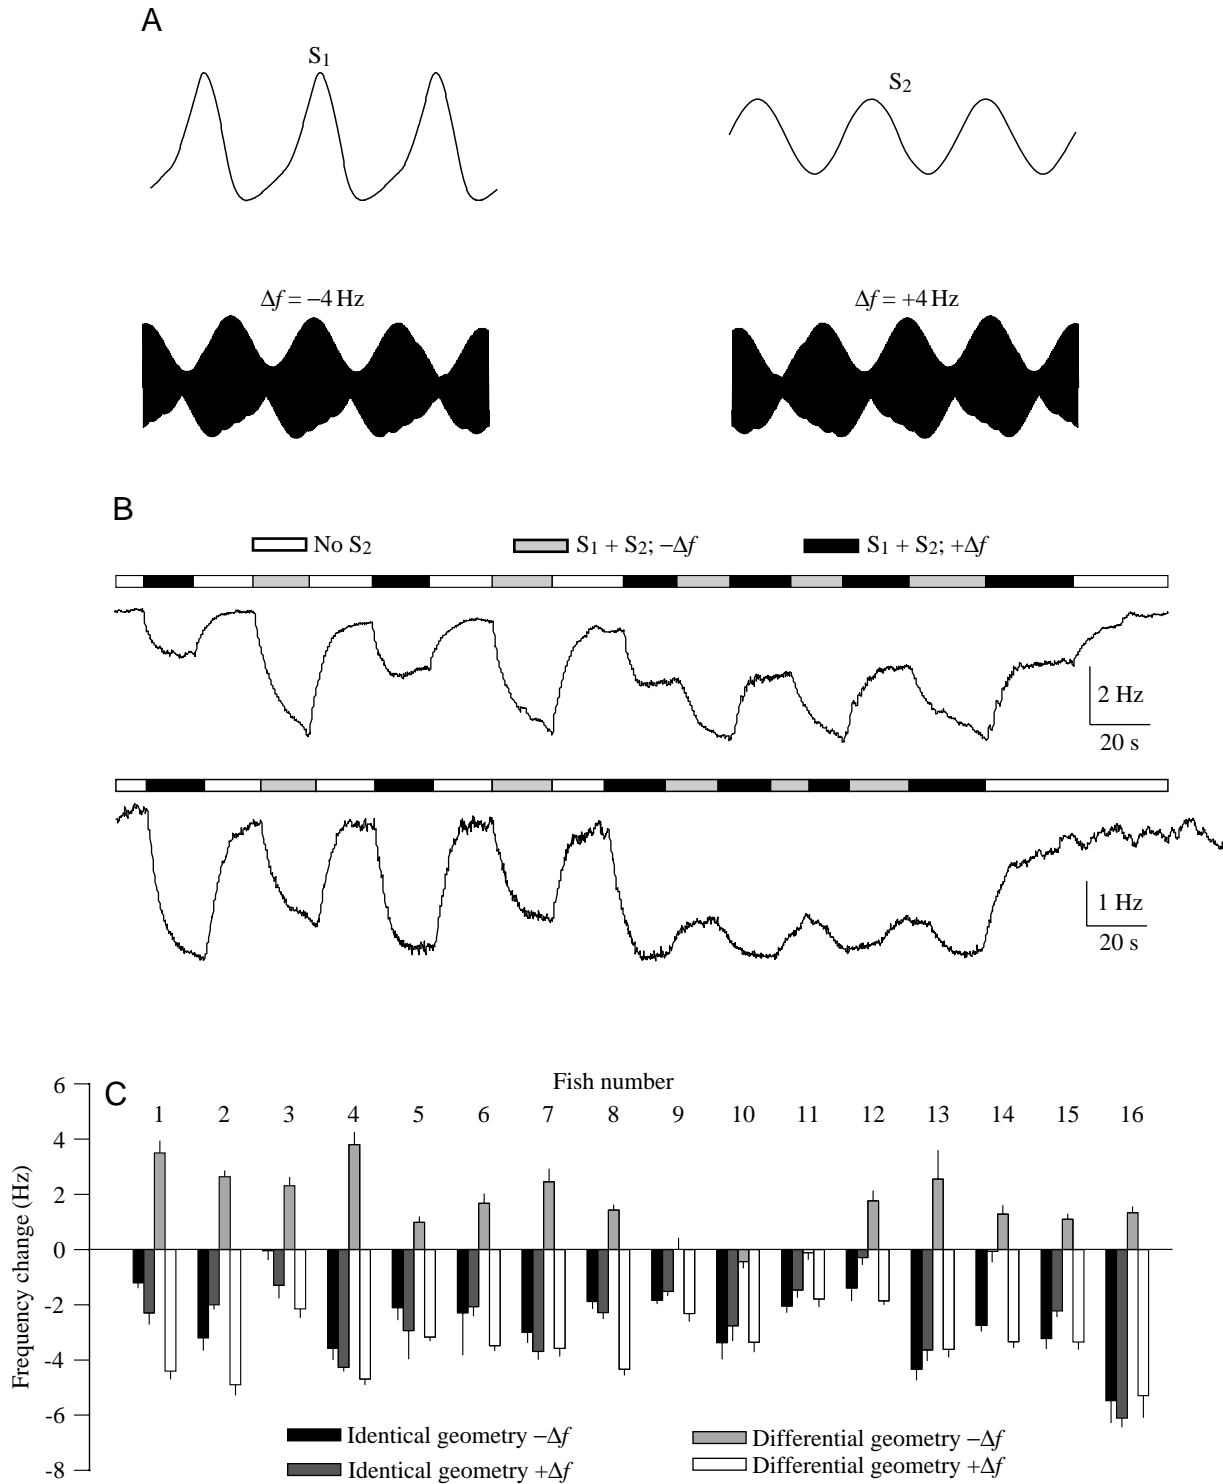 A
S1
S2
Δf = −4 Hz
Δf = +4 Hz
B
No S2
S1 + S2; −Δf
S1 + S2; +Δf
2 Hz
20 s
1 Hz
20 s
C
Fish number
1 2 3 4 5 6 7 8 9 10 11 12 13 14 15 16
Frequency change (Hz)
6
4
2
0
-2
-4
-6
-8
Identical geometry −Δf
Identical geometry +Δf
Differential geometry −Δf
Differential geometry +Δf